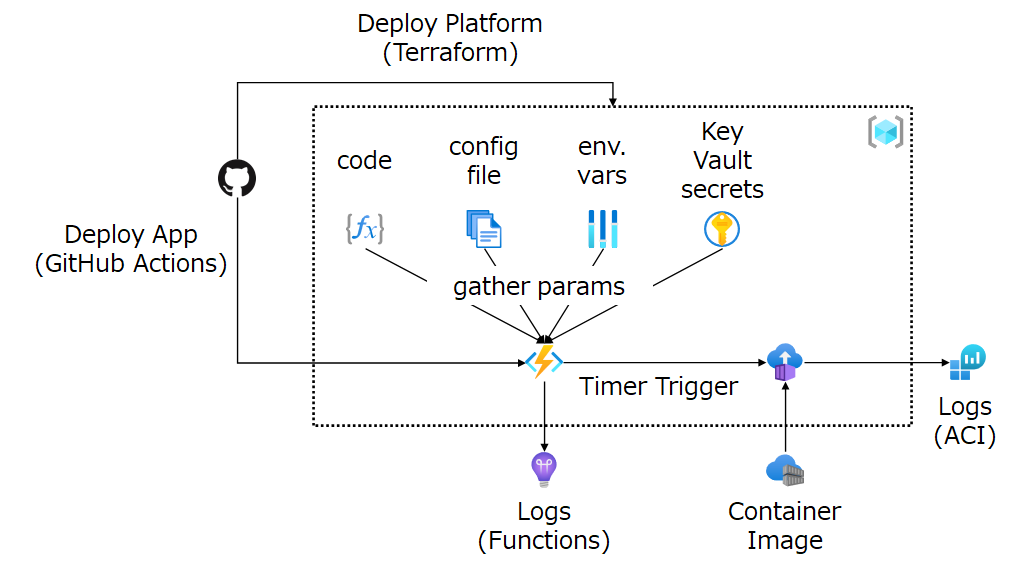 Deploy Platform
(Terraform)
code
config
file
env.
vars
Key
Vault
secrets
{fx}
Deploy App
(GitHub Actions)
gather params
Timer Trigger
Logs
(ACI)
Logs
(Functions)
Container
Image